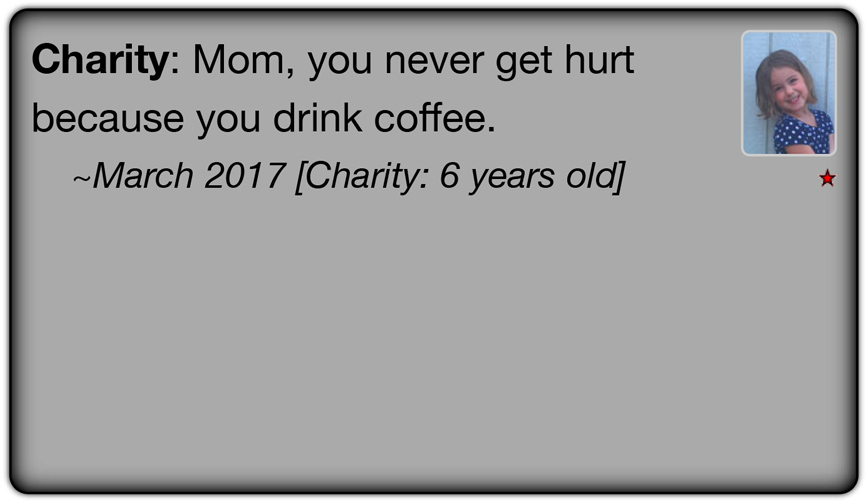 Charity: Mom, you never get hurt
because you drink coffee.
~March 2017 [Charity: 6 years old]